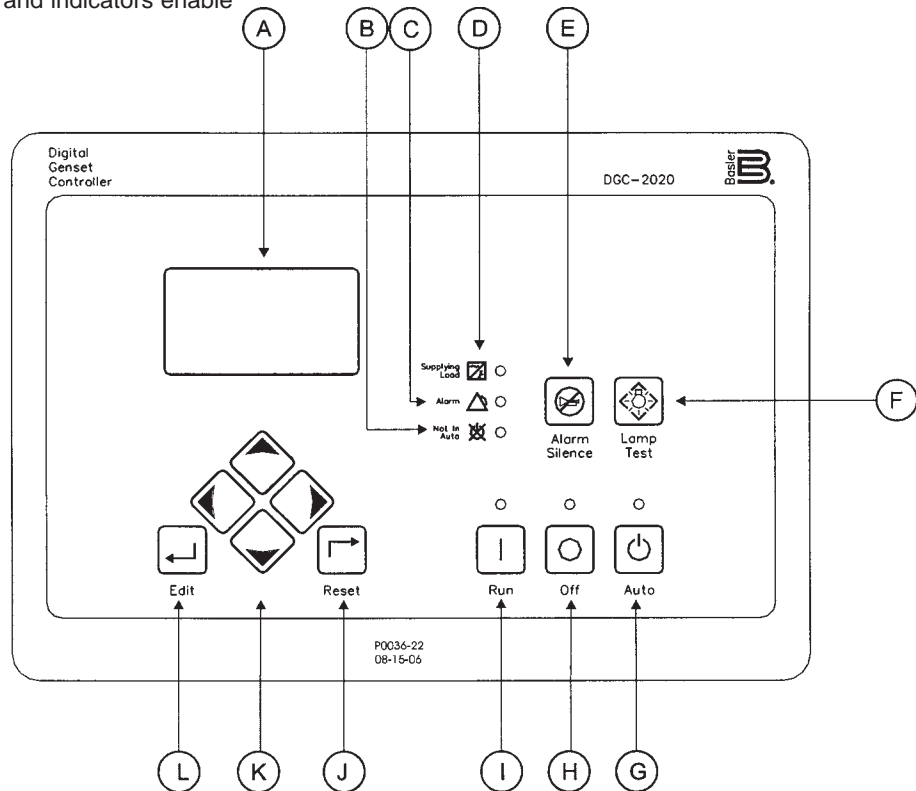 and indicators enable
A
B
C
D
E
Digital
Genset
Controller
DGC-2020
Basler
B
Supplying
Load
Alarm
Not In
Auto
Alarm
Silence
Lamp
Test
F
Edit
Reset
Run
Off
Auto
P0036-22
08-15-06
L
K
J
I
H
G